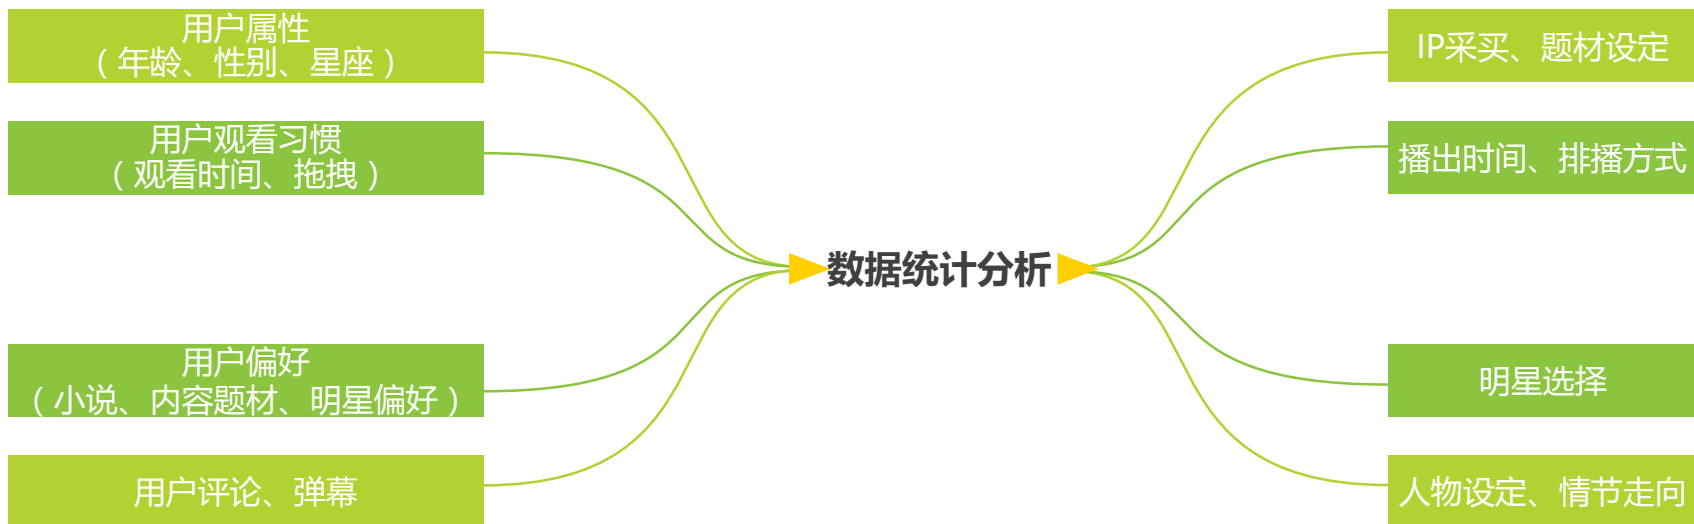 用户属性
（年龄、性别、星座）
用户观看习惯
（观看时间、拖拽）
用户偏好
（小说、内容题材、明星偏好）
用户评论、弹幕
数据统计分析
IP采买、题材设定
播出时间、排播方式
明星选择
人物设定、情节走向